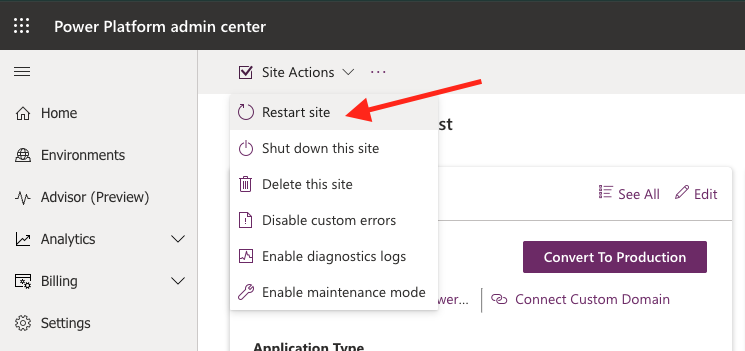 Power Platform admin center
Site Actions
Home
Environments
Advisor (Preview)
Analytics
Billing
Settings
Restart site
Shut down this site
Delete this site
Disable custom errors
Enable diagnostics logs
Enable maintenance mode
st
See All
Edit
Convert To Production
wer...
Connect Custom Domain
Application Type